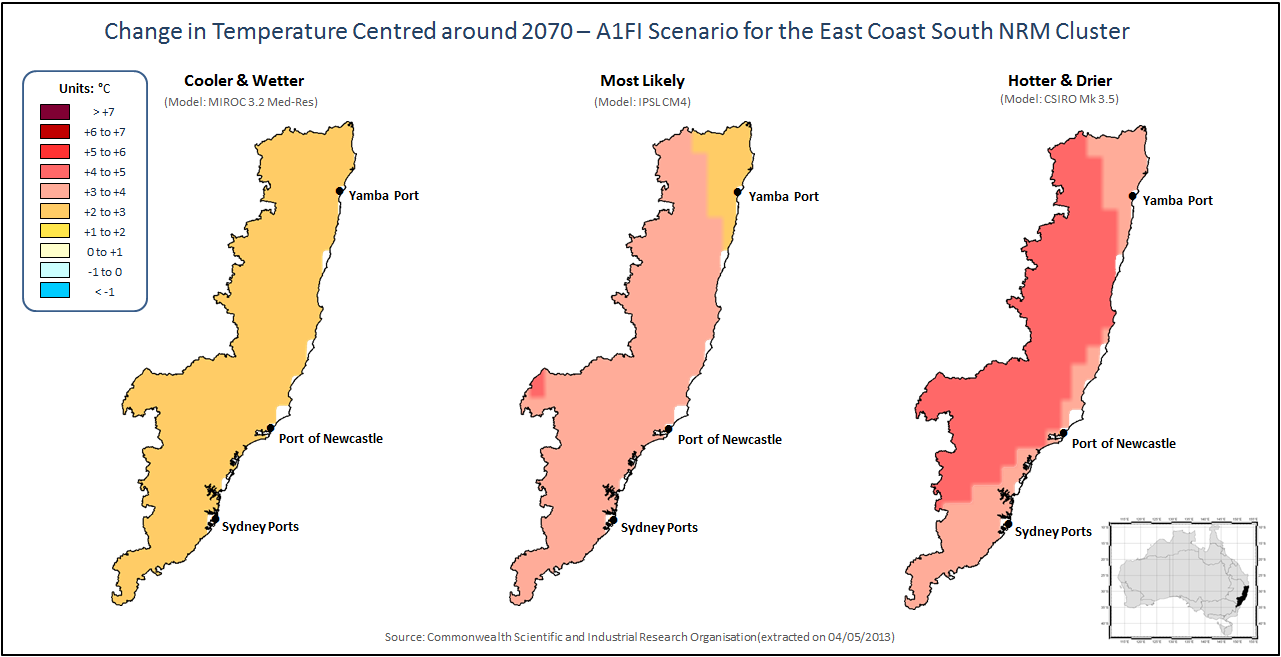 Change in Temperature Centred around 2070 – A1FI Scenario for the East Coast South NRM Cluster
Units: °C
> +7
+6 to +7
+5 to +6
+4 to +5
+3 to +4
+2 to +3
+1 to +2
0 to +1
-1 to 0
< -1
Cooler & Wetter
(Model: MIROC 3.2 Med-Res)
Yamba Port
Port of Newcastle
Sydney Ports
Most Likely
(Model: IPSL CM4)
Yamba Port
Port of Newcastle
Sydney Ports
Hotter & Drier
(Model: CSIRO Mk 3.5)
Yamba Port
Port of Newcastle
Sydney Ports
Source: Commonwealth Scientific and Industrial Research Organisation(extracted on 04/05/2013)